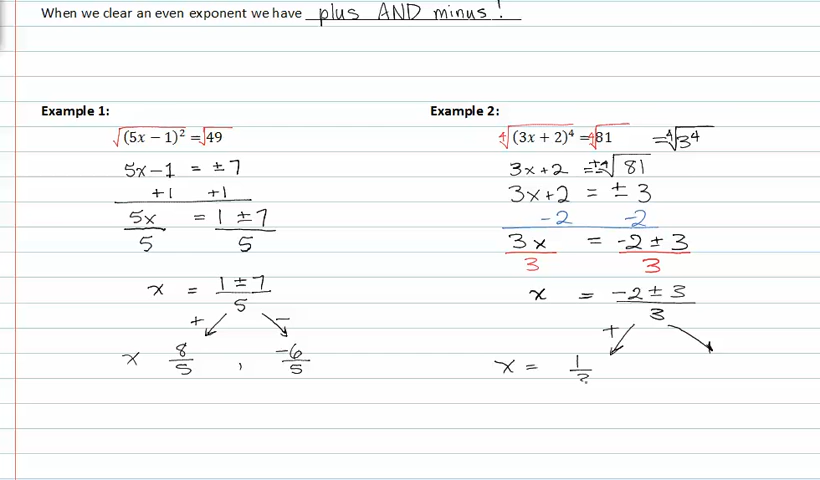 When we clear an even exponent we have plus AND minus!
Example 1:
√(5x − 1)² = √49
5x − 1 = ± 7
+1 +1
5x/5 = 1 ± 7/5
x = 1 ± 7/5
+ −
x 8/5 , −6/5
Example 2:
⁴√(3x + 2)⁴ = ⁴√81 = ⁴√3⁴
3x + 2 = ± ⁴√81
3x + 2 = ± 3
−2 −2
3x/3 = −2 ± 3/3
x = −2 ± 3/3
+
x = 1/3